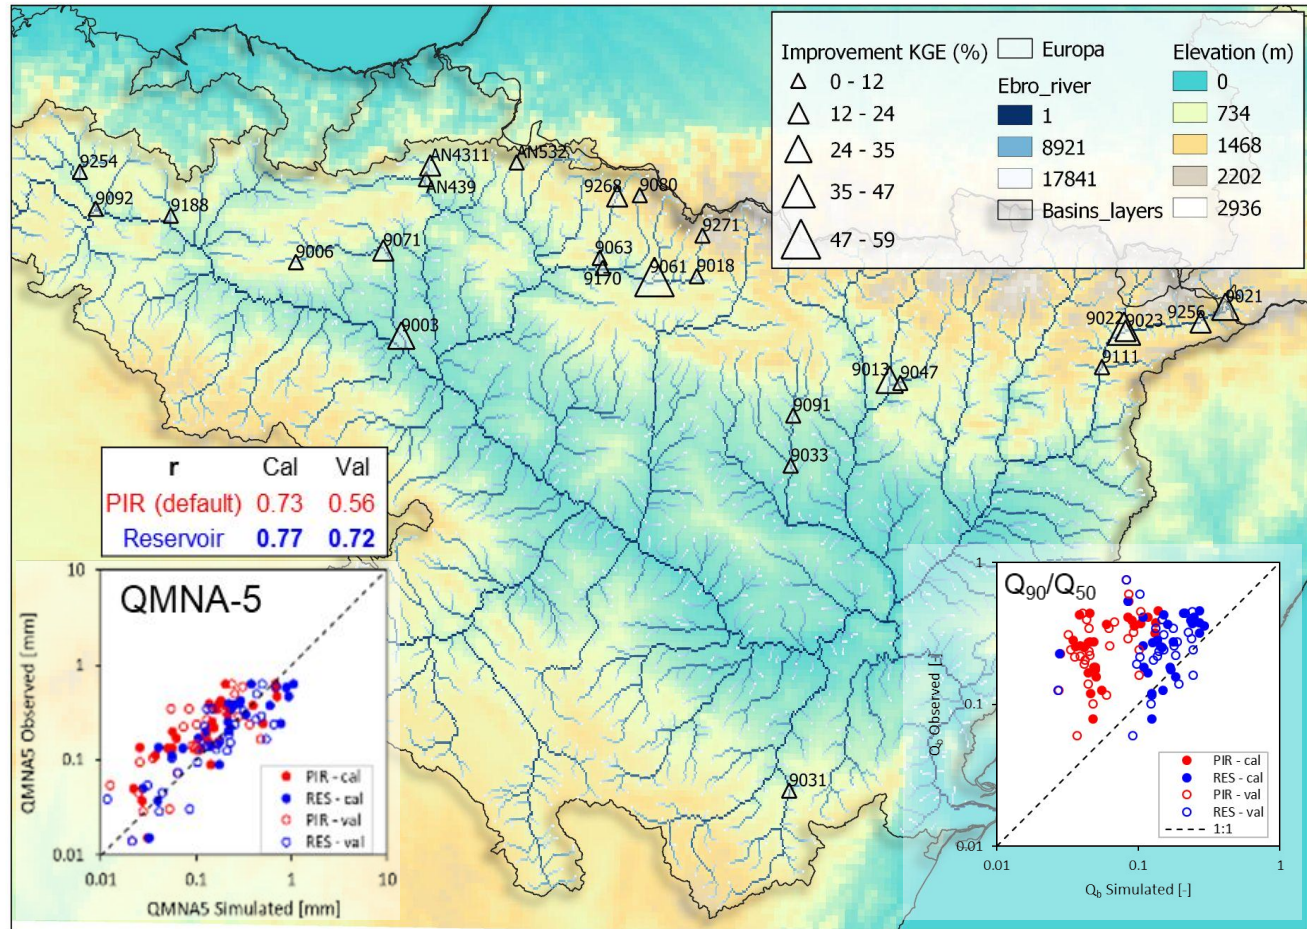 Improvement KGE (%)
0 - 12
12 - 24
24 - 35
35 - 47
47 - 59
Europa
Ebro_river
1
8921
17841
Basins_layers
Elevation (m)
0
734
1468
2202
2936
9254
9092
9188
AN4311
AN439
AN532
9268
9080
9271
9006
9071
9063
9170
9061
9018
9003
9022
9023
9256
9021
9111
9013
9047
9091
9033
9031
r Cal Val
PIR (default) 0.73 0.56
Reservoir 0.77 0.72
QMNA-5
QMNA5 Observed [mm]
10
1
0.1
0.01
PIR - cal
RES - cal
PIR - val
RES - val
0.01 0.1 1 10
QMNA5 Simulated [mm]
Q90/Q50
Qb Observed [-]
1
0.1
0.01
PIR - cal
RES - cal
PIR - val
RES - val
1:1
0.01 0.1 1
Qb Simulated [-]